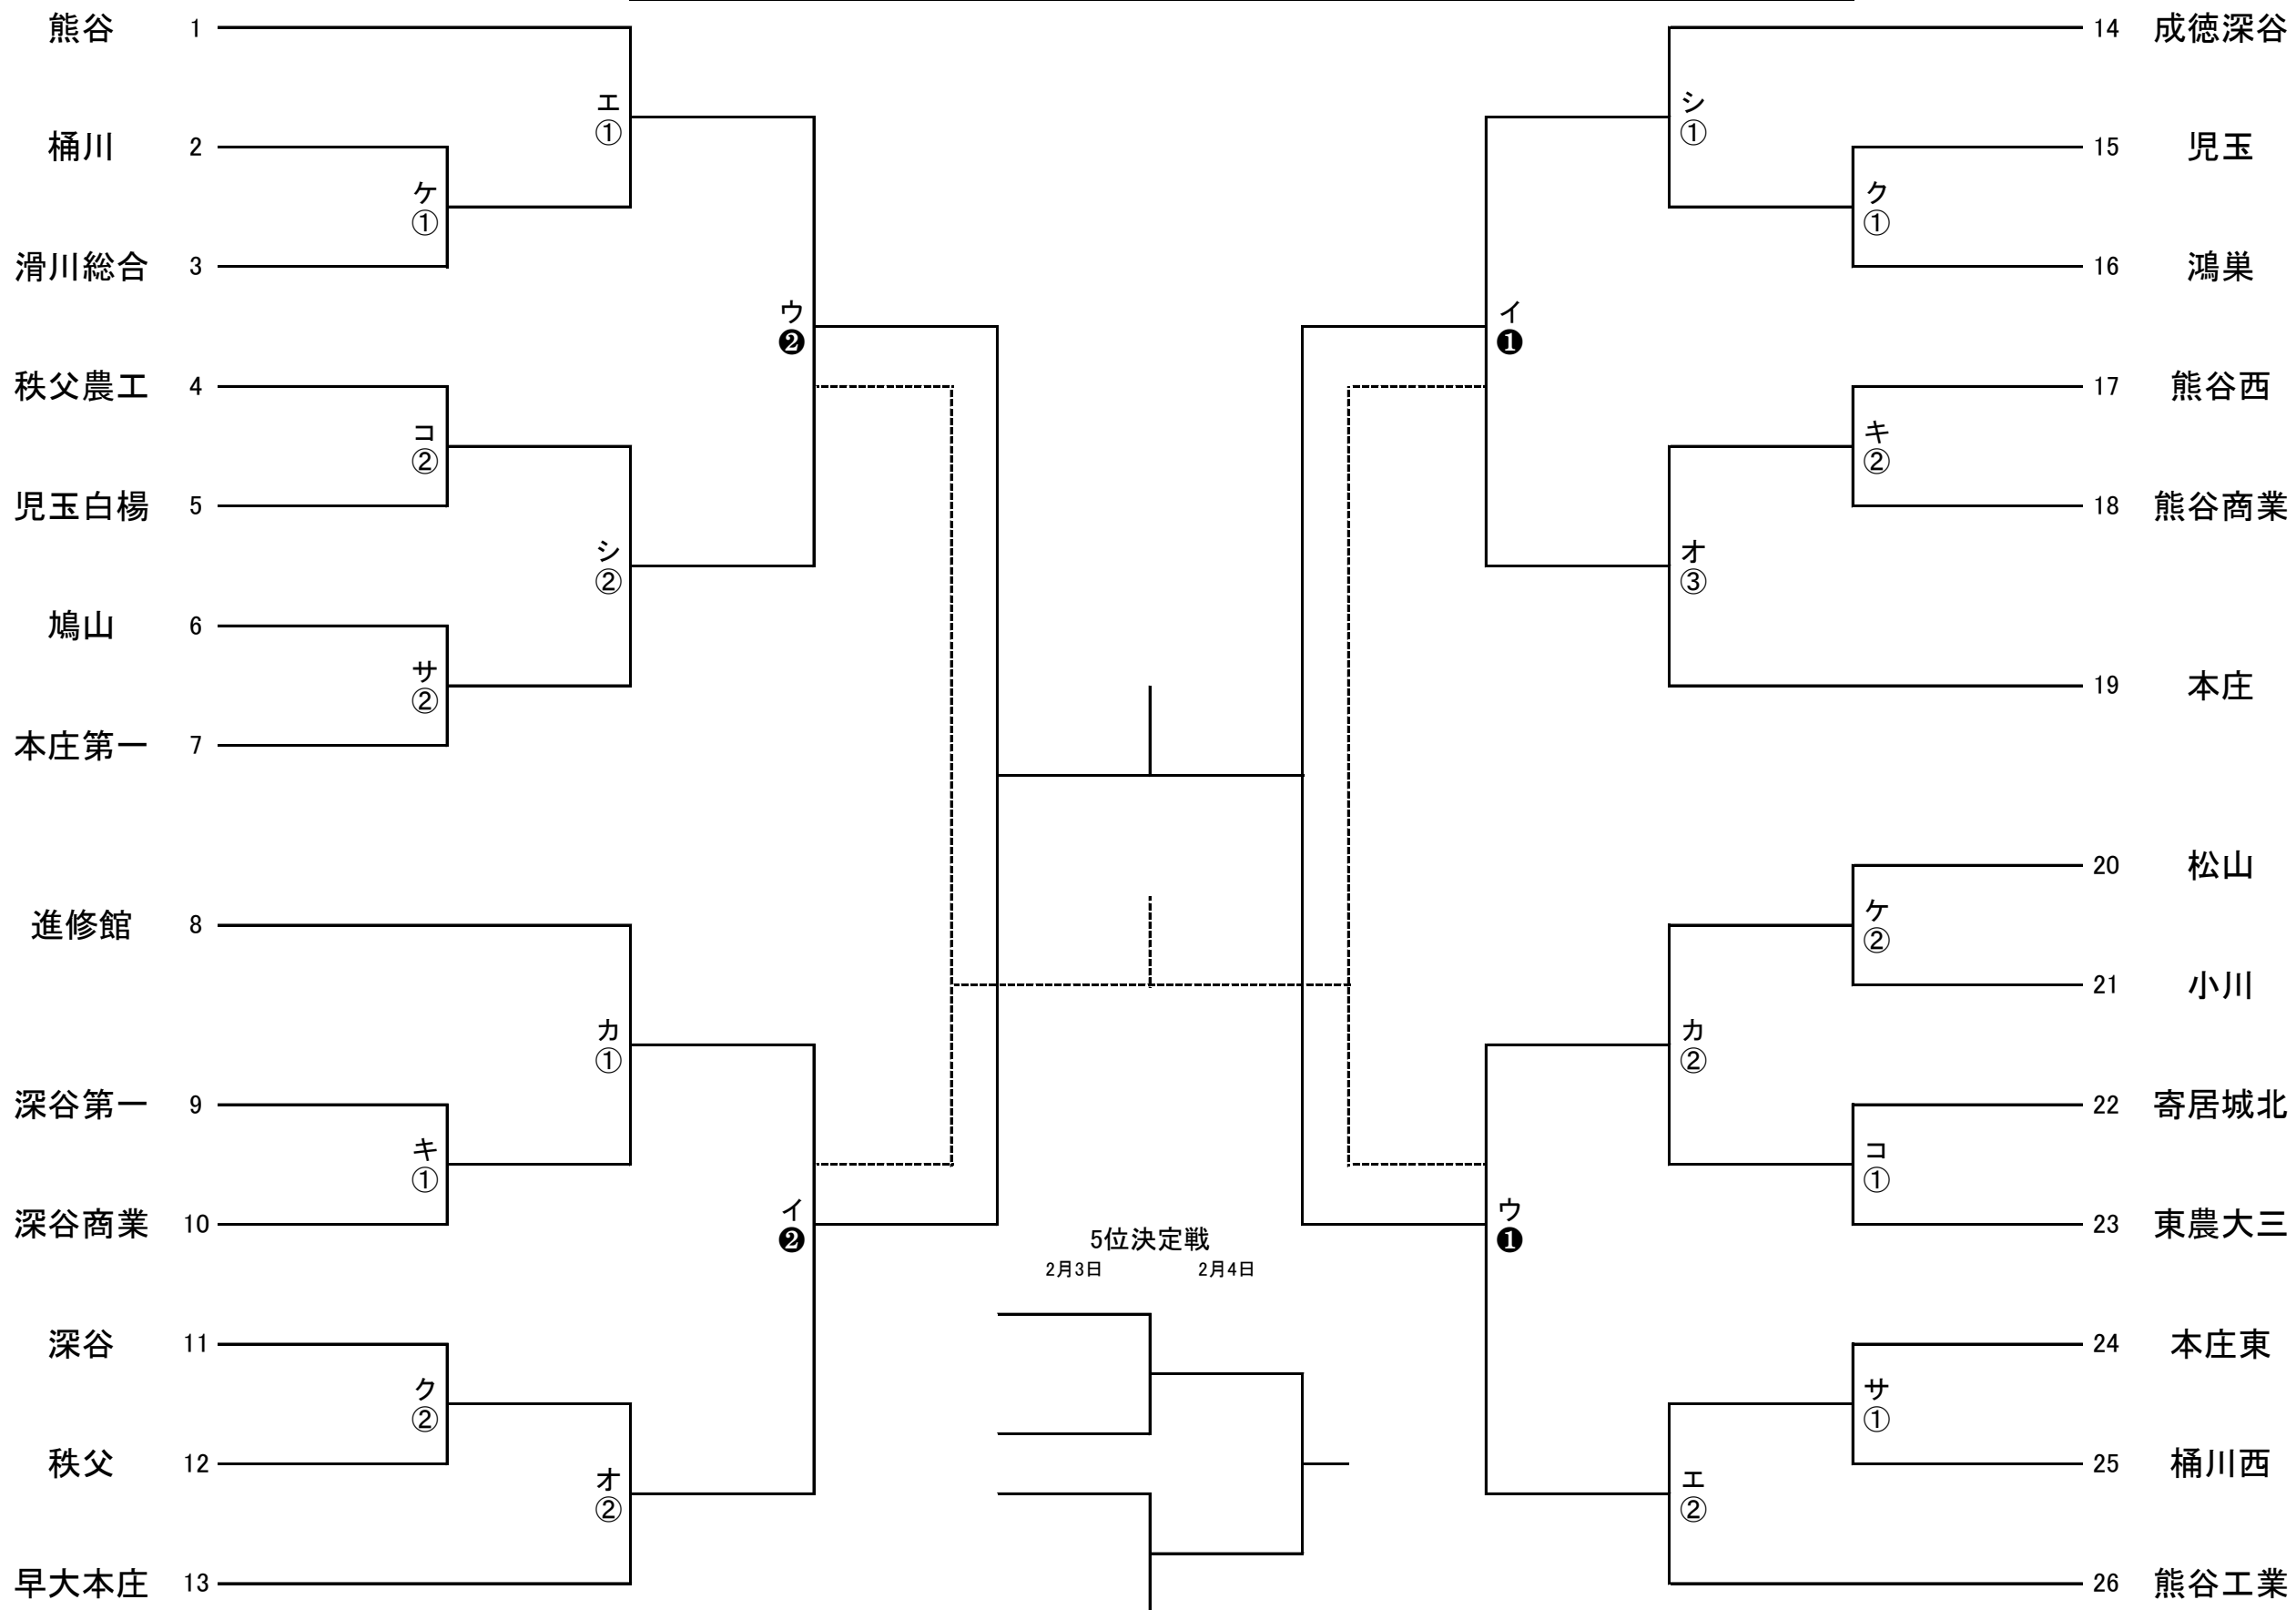 熊谷 1
エ
①
桶川 2
ケ
①
滑川総合 3
ウ
❷
秩父農工 4
コ
②
児玉白楊 5
シ
②
鳩山 6
サ
②
本庄第一 7
進修館 8
カ
①
深谷第一 9
キ
①
深谷商業 10
イ
❷
深谷 11
ク
②
秩父 12
オ
②
早大本庄 13
5位決定戦
2月3日 2月4日
14 成徳深谷
シ
①
15 児玉
ク
①
16 鴻巣
イ
❶
17 熊谷西
キ
②
18 熊谷商業
オ
③
19 本庄
20 松山
ケ
②
21 小川
カ
②
22 寄居城北
コ
①
23 東農大三
ウ
❶
24 本庄東
サ
①
25 桶川西
エ
②
26 熊谷工業